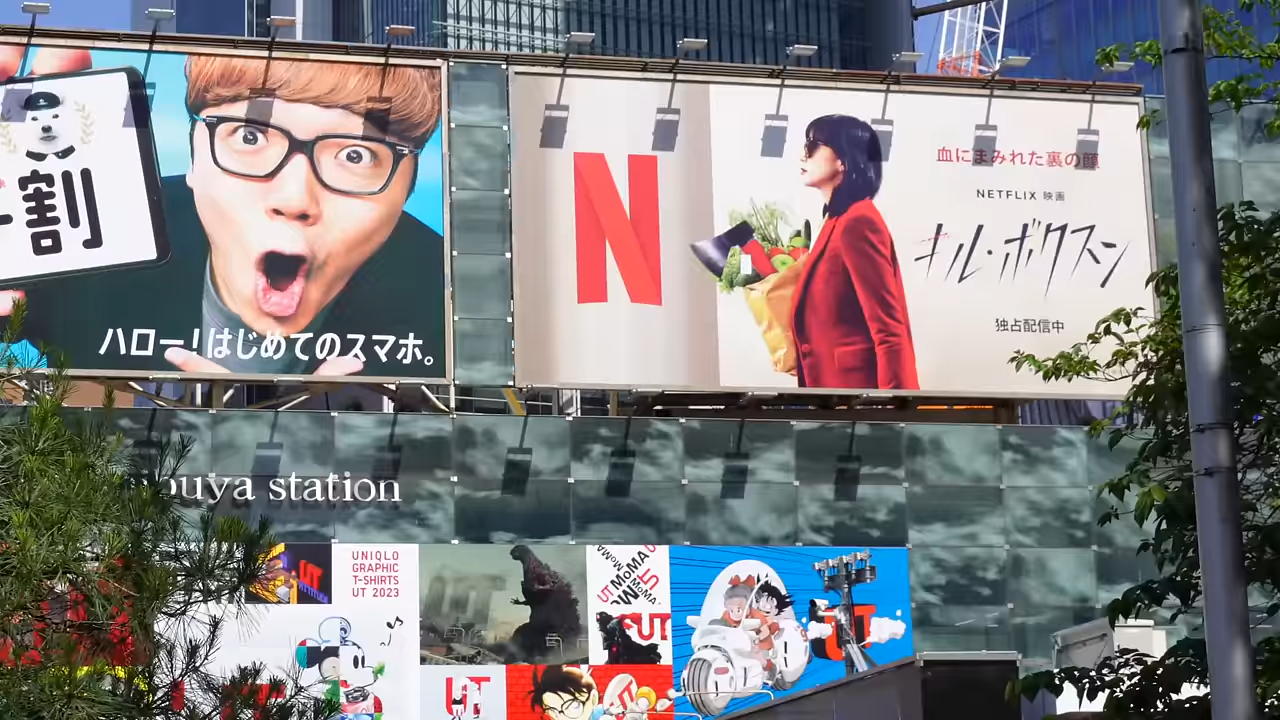 割
ハロー!はじめてのスマホ。
N
血にまみれた裏の顔
NETFLIX 映画
キル・ボクスン
独占配信中
buya station
UNIQLO
GRAPHIC
T-SHIRTS
UT 2023
UT
MoMA
UT
UT
UT
UT